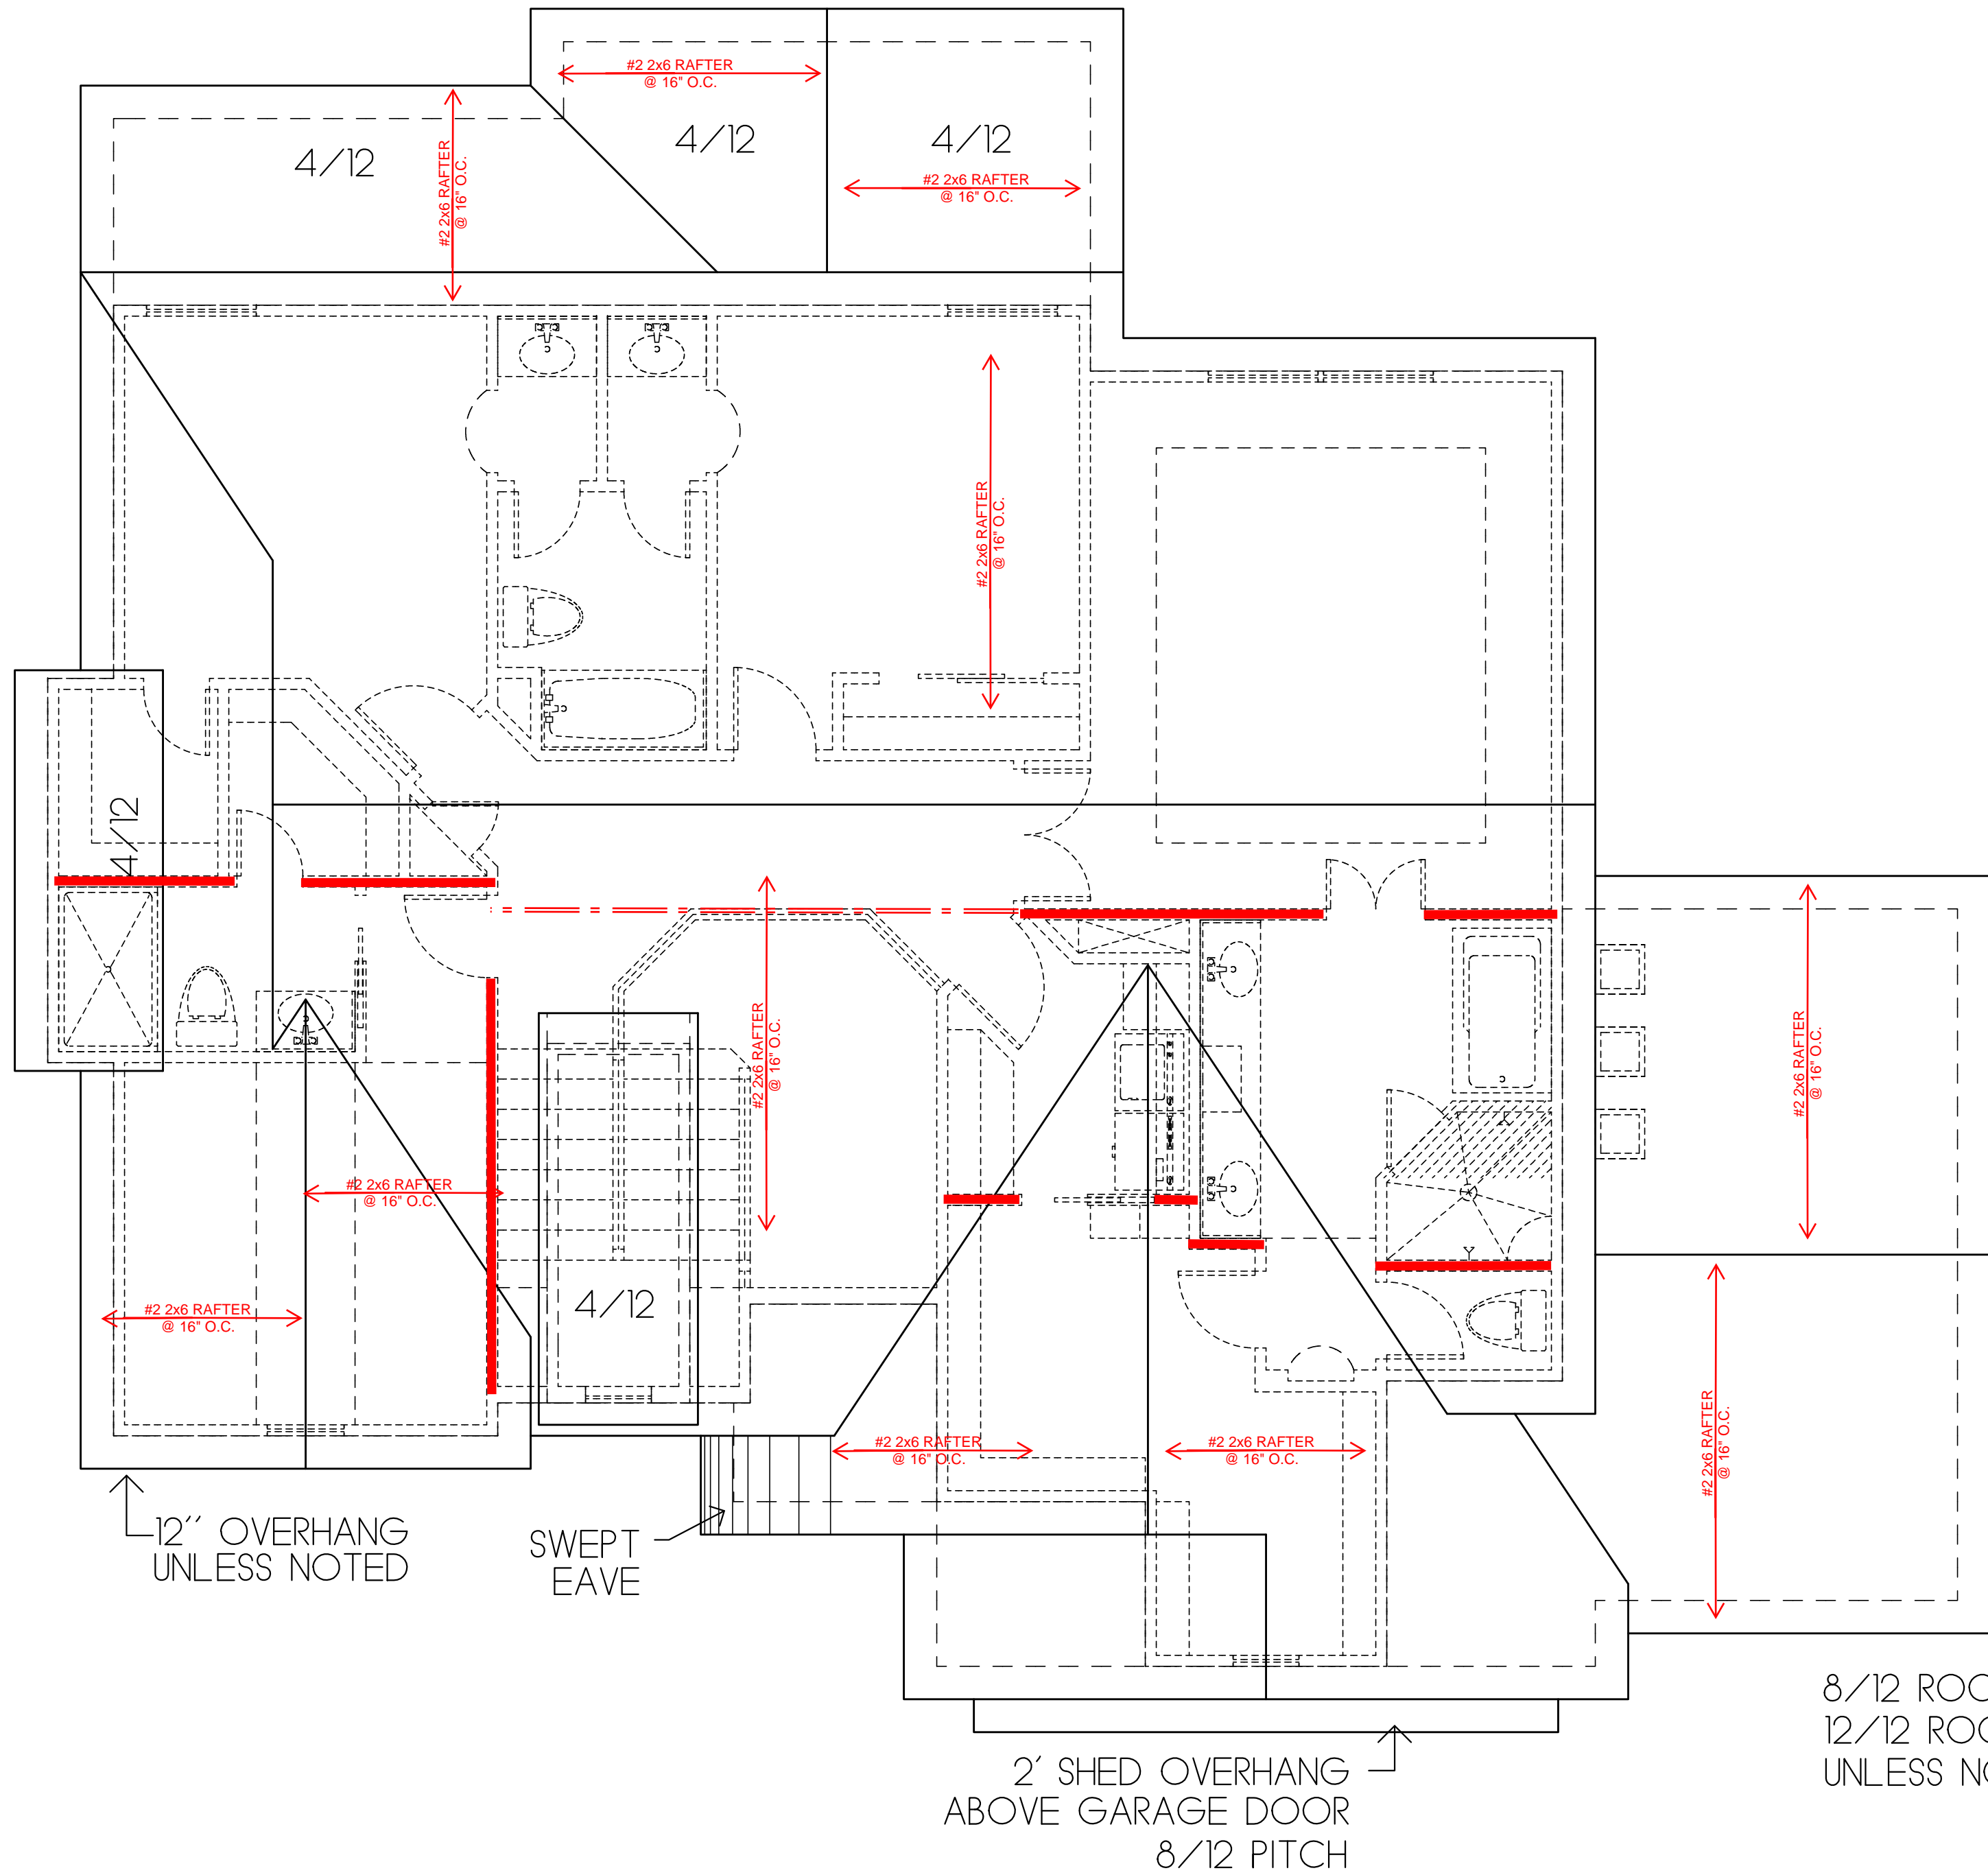 #2 2x6 RAFTER
@ 16" O.C.
4/12
4/12
4/12
#2 2x6 RAFTER
@ 16" O.C.
#2 2x6 RAFTER
@ 16" O.C.
#2 2x6 RAFTER
@ 16" O.C.
4/12
#2 2x6 RAFTER
@ 16" O.C.
#2 2x6 RAFTER
@ 16" O.C.
#2 2x6 RAFTER
@ 16" O.C.
4/12
#2 2x6 RAFTER
@ 16" O.C.
#2 2x6 RAFTER
@ 16" O.C.
#2 2x6 RAFTER
@ 16" O.C.
#2 2x6 RAFTER
@ 16" O.C.
12'' OVERHANG
UNLESS NOTED
SWEPT
EAVE
8/12
12/12
UNLESS
2' SHED OVERHANG
ABOVE GARAGE DOOR
8/12 PITCH